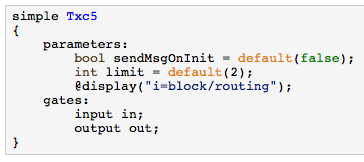 simple Txc5
{
    parameters:
        bool sendMsgOnInit = default(false);
        int limit = default(2);
        @display("i=block/routing");
    gates:
        input in;
        output out;
}